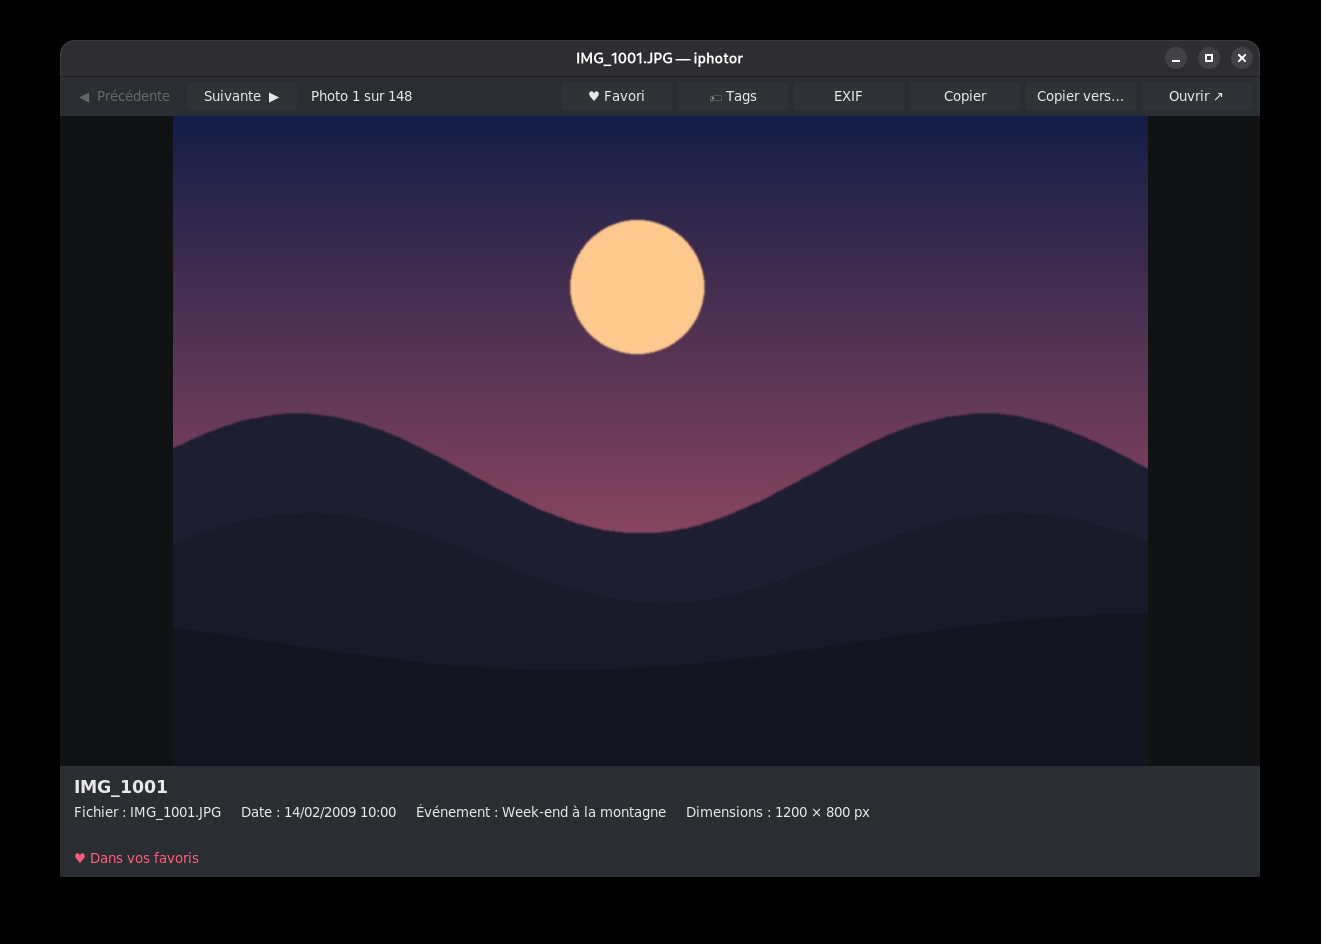 IMG_1001.JPG — iphotor
◀ Précédente Suivante ▶ Photo 1 sur 148 ♥ Favori Tags EXIF Copier Copier vers... Ouvrir ↗
IMG_1001
Fichier : IMG_1001.JPG Date : 14/02/2009 10:00 Événement : Week-end à la montagne Dimensions : 1200 × 800 px
♥ Dans vos favoris